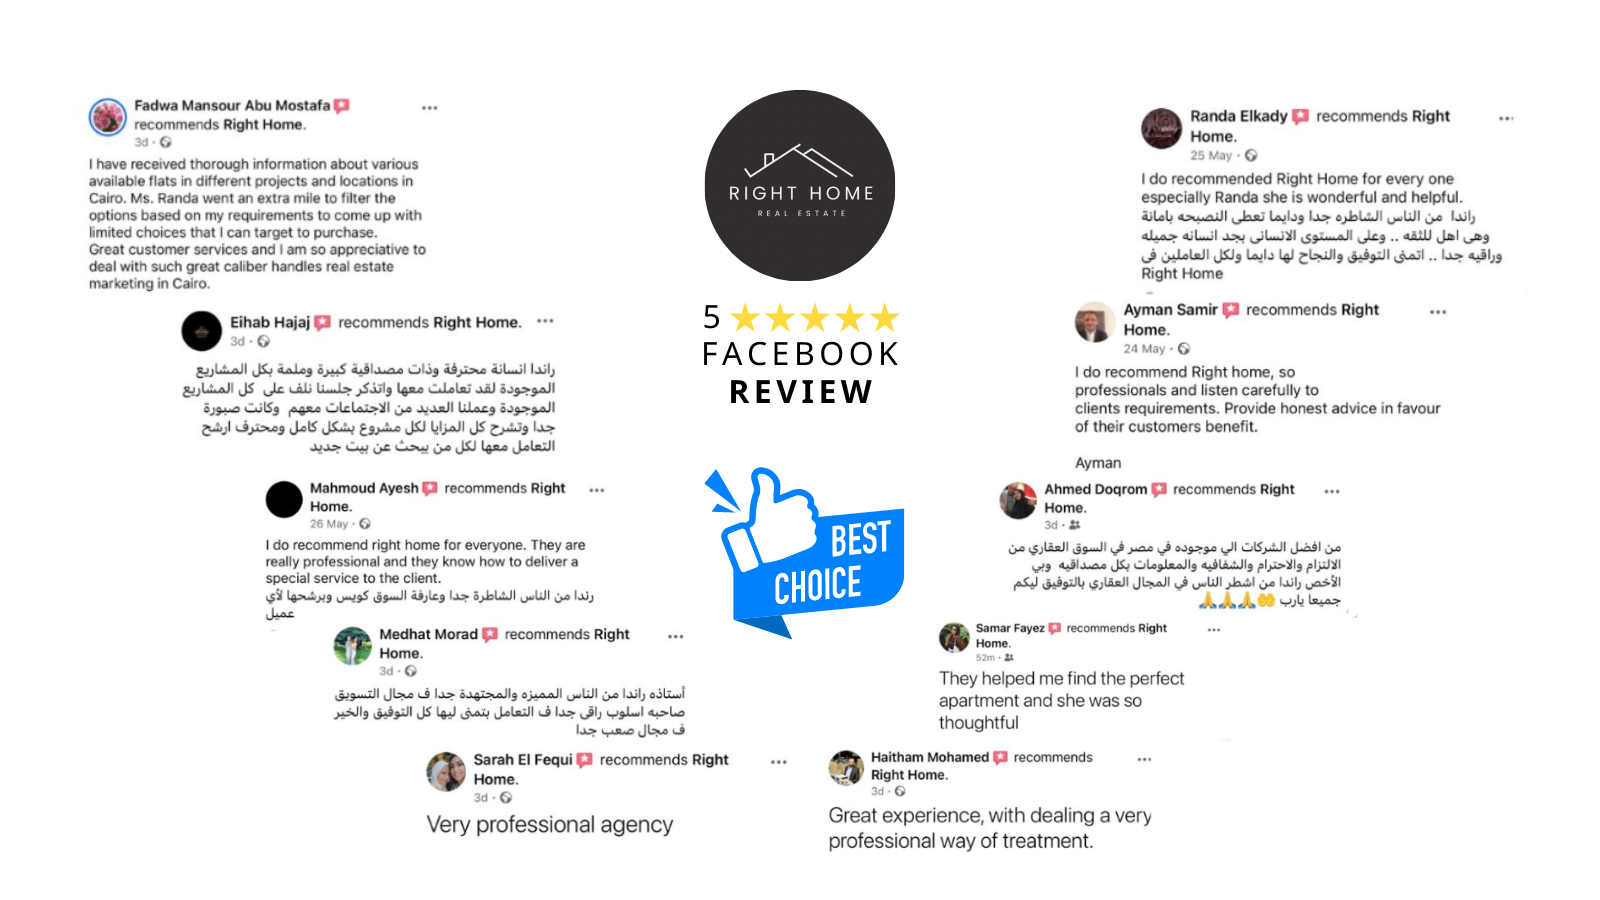 Fadwa Mansour Abu Mostafa
recommends Right Home.
3d
I have received thorough information about various
available flats in different projects and locations in
Cairo. Ms. Randa went an extra mile to filter the
options based on my requirements to come up with
limited choices that I can target to purchase.
Great customer services and I am so appreciative to
deal with such great caliber handles real estate
marketing in Cairo.
Eihab Hajaj recommends Right Home.
3d
راندا انسانة محترفة وذات مصداقية كبيرة وملمة بكل المشاريع
الموجودة لقد تعاملت معها واتذكر جلسنا نلف على كل المشاريع
الموجودة وعملنا العديد من الاجتماعات معهم وكانت صبورة
جدا وتشرح كل المزايا لكل مشروع بشكل كامل ومحترف ارشح
التعامل معها لكل من يبحث عن بيت جديد
Mahmoud Ayesh recommends Right
Home.
26 May
I do recommend right home for everyone. They are
really professional and they know how to deliver a
special service to the client.
رندا من الناس الشاطرة جدا وعارفة السوق كويس وبرشحها لأي
عميل
Medhat Morad recommends Right
Home.
3d
أستاذه راندا من الناس المميزه والمجتهدة جدا ف مجال التسويق
صاحبه اسلوب راقى جدا ف التعامل بتمنى ليها كل التوفيق والخير
ف مجال صعب جدا
Sarah El Fequi recommends Right
Home.
3d
Very professional agency
RIGHT HOME
REAL ESTATE
5
FACEBOOK
REVIEW
BEST
CHOICE
Randa Elkady recommends Right
Home.
25 May
I do recommended Right Home for every one
especially Randa she is wonderful and helpful.
راندا من الناس الشاطره جدا ودايما تعطى النصيحه بامانة
وهى اهل للثقه .. وعلى المستوى الانسانى بجد انسانه جميله
وراقيه جدا .. اتمنى التوفيق والنجاح لها دايما ولكل العاملين فى
Right Home
Ayman Samir recommends Right
Home.
24 May
I do recommend Right home, so
professionals and listen carefully to
clients requirements. Provide honest advice in favour
of their customers benefit.
Ayman
Ahmed Doqrom recommends Right
Home.
3d
من افضل الشركات الي موجوده في مصر في السوق العقاري من
الالتزام والاحترام والشفافيه والمعلومات بكل مصداقيه وبي
الأخص راندا من اشطر الناس في المجال العقاري بالتوفيق ليكم
جميعا يارب 🤲🙏🙏🙏
Samar Fayez recommends Right
Home.
52m
They helped me find the perfect
apartment and she was so
thoughtful
Haitham Mohamed recommends
Right Home.
3d
Great experience, with dealing a very
professional way of treatment.